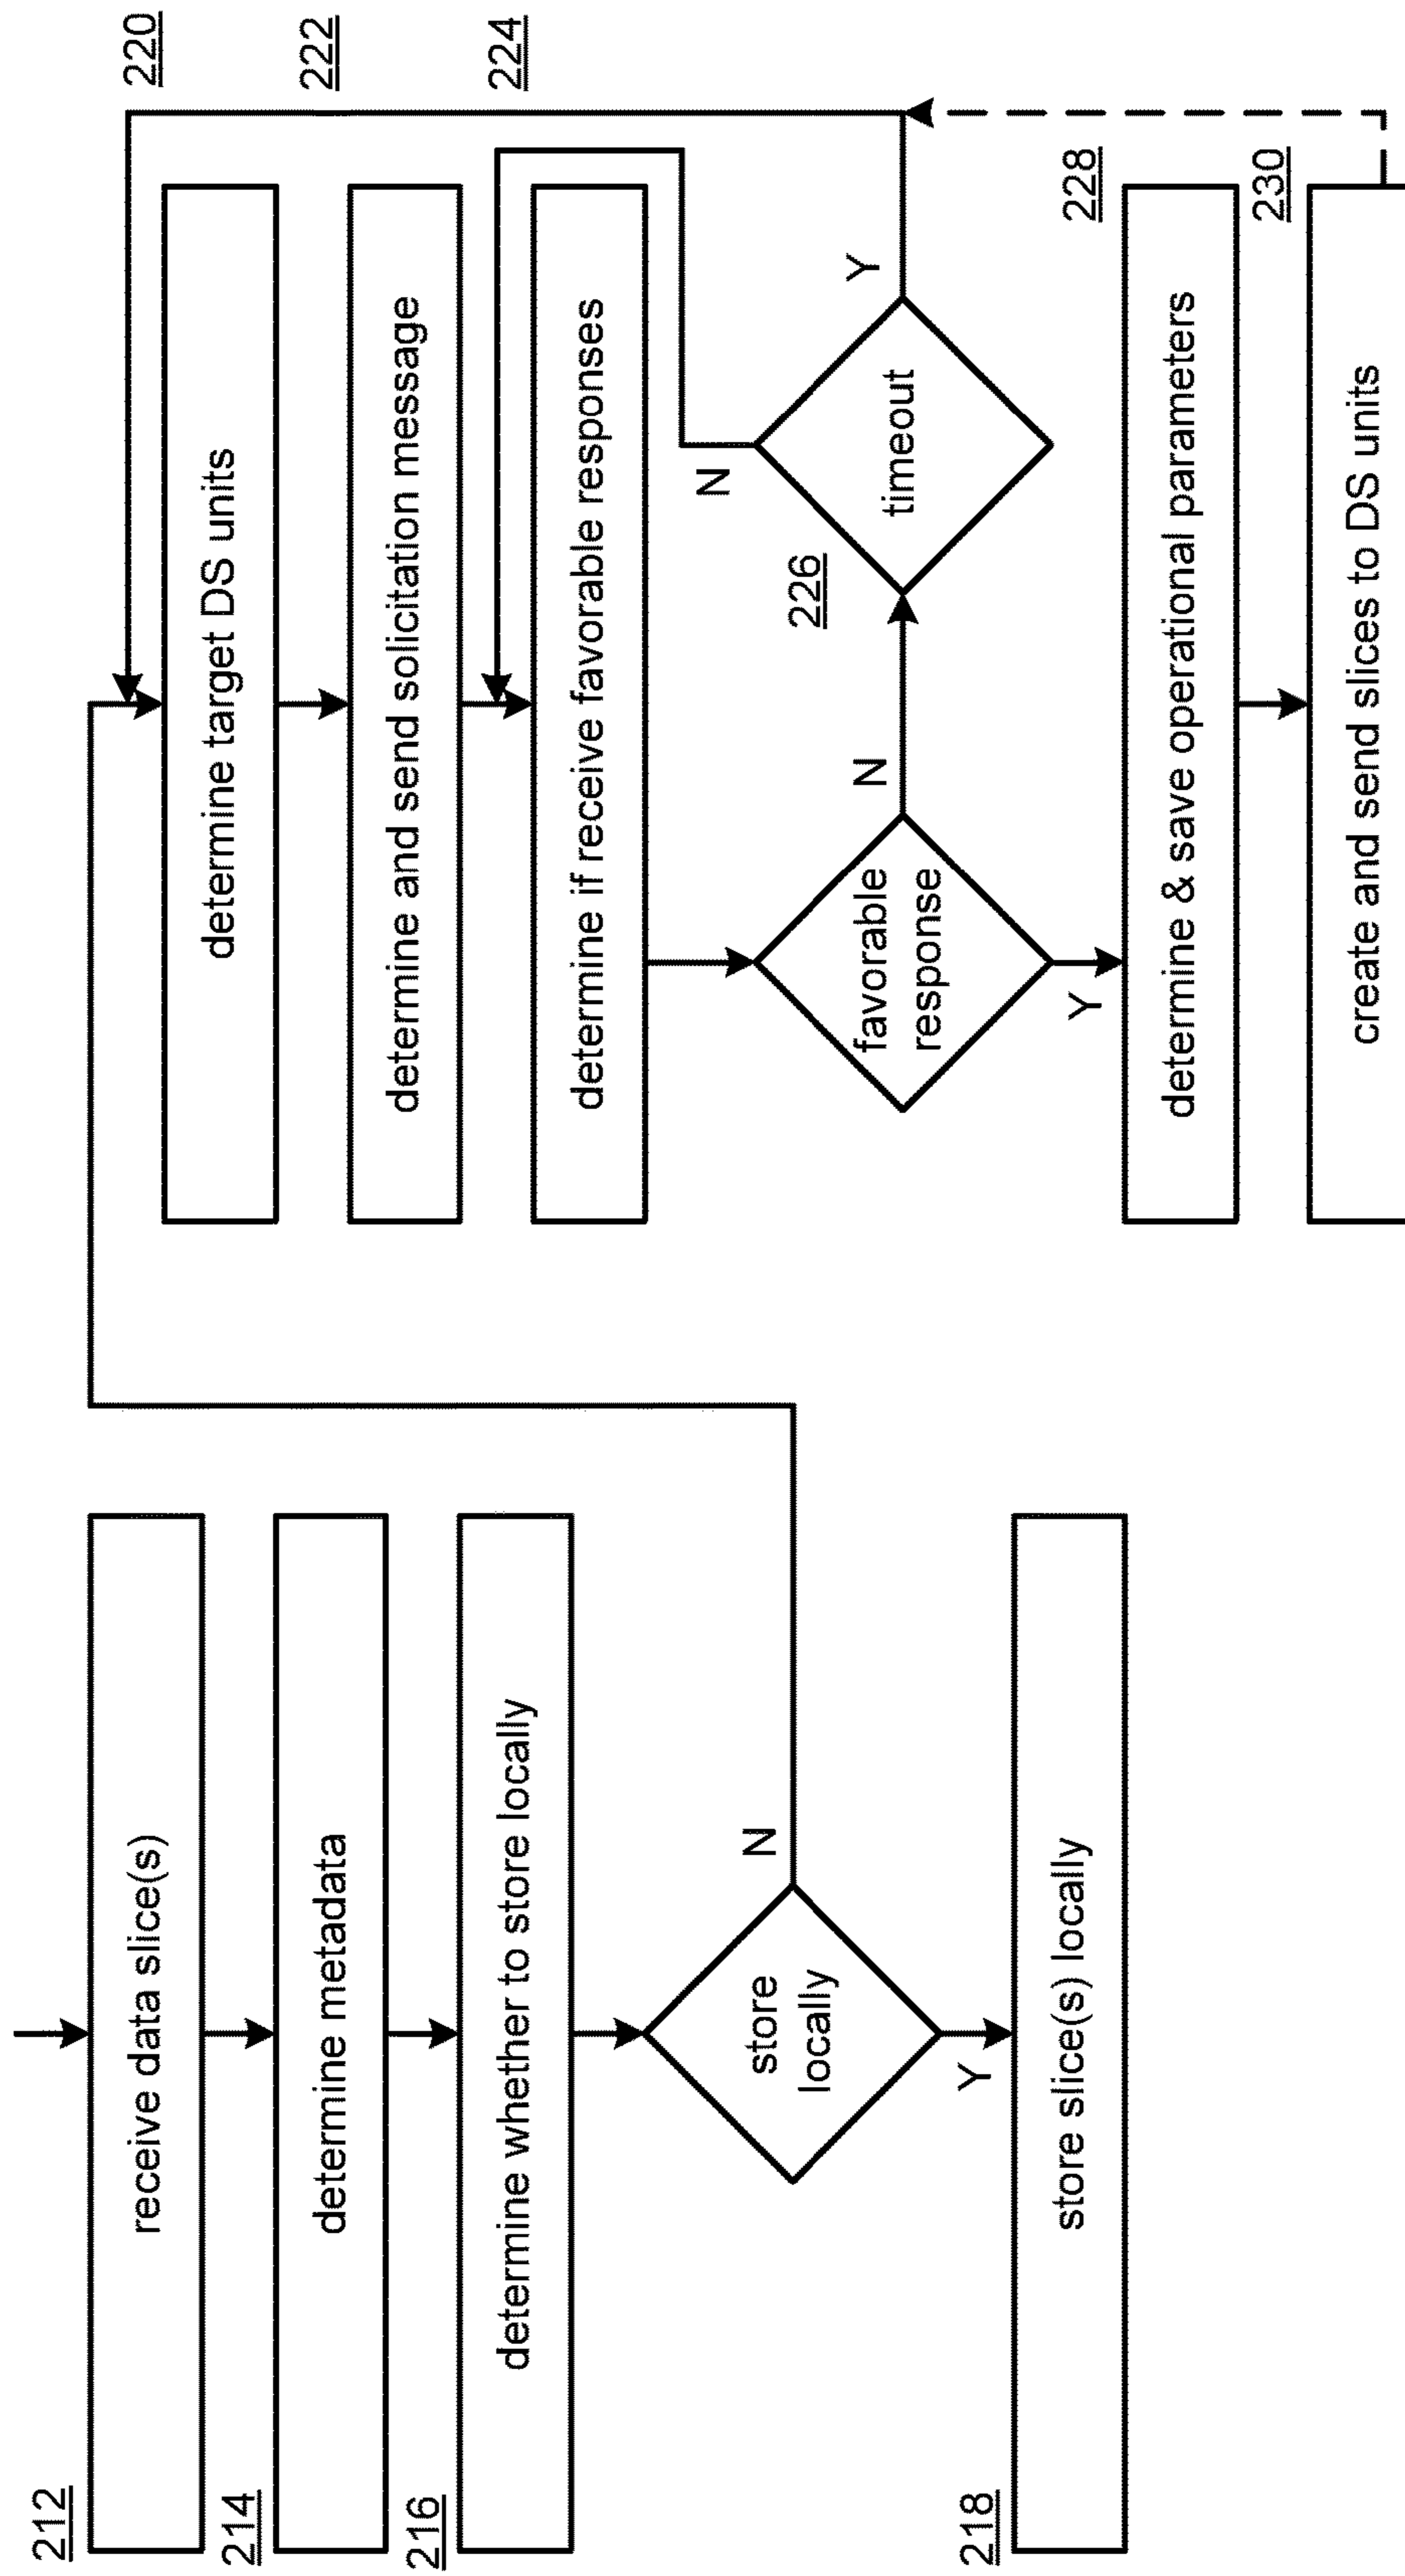 212
receive data slice(s)
214
determine metadata
216
determine whether to store locally
store
locally
N
Y
218
store slice(s) locally
220
determine target DS units
222
determine and send solicitation message
224
determine if receive favorable responses
favorable
response
N
Y
226
timeout
N
Y
228
determine & save operational parameters
230
create and send slices to DS units